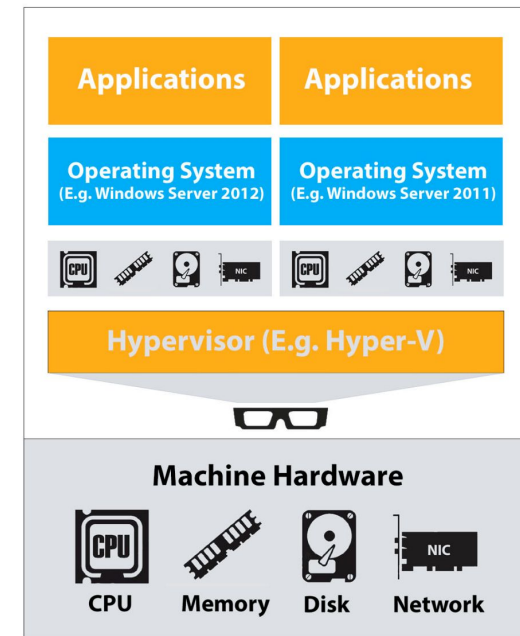 Applications
Applications
Operating System
(E.g. Windows Server 2012)
Operating System
(E.g. Windows Server 2011)
CPU
NIC
CPU
NIC
Hypervisor (E.g. Hyper-V)
Machine Hardware
CPU
NIC
CPU
Memory
Disk
Network